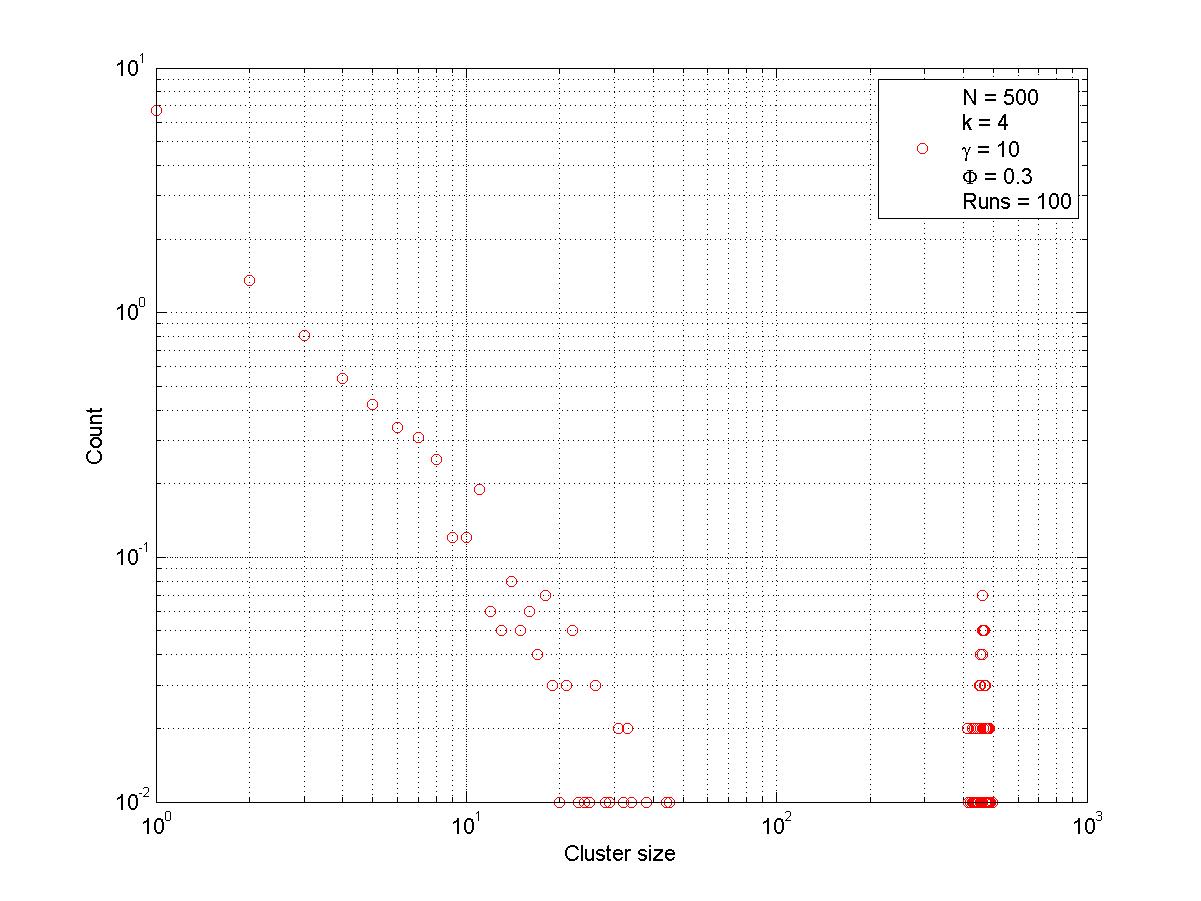 10^1
10^0
10^-1
10^-2
Count
N = 500
k = 4
γ = 10
Φ = 0.3
Runs = 100
10^0 10^1 10^2 10^3
Cluster size